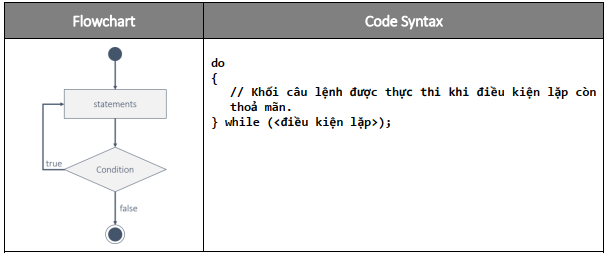 Flowchart
Code Syntax
statements
true
Condition
false
do
{
// Khối câu lệnh được thực thi khi điều kiện lặp còn
thoả mãn.
} while (<điều kiện lặp>);